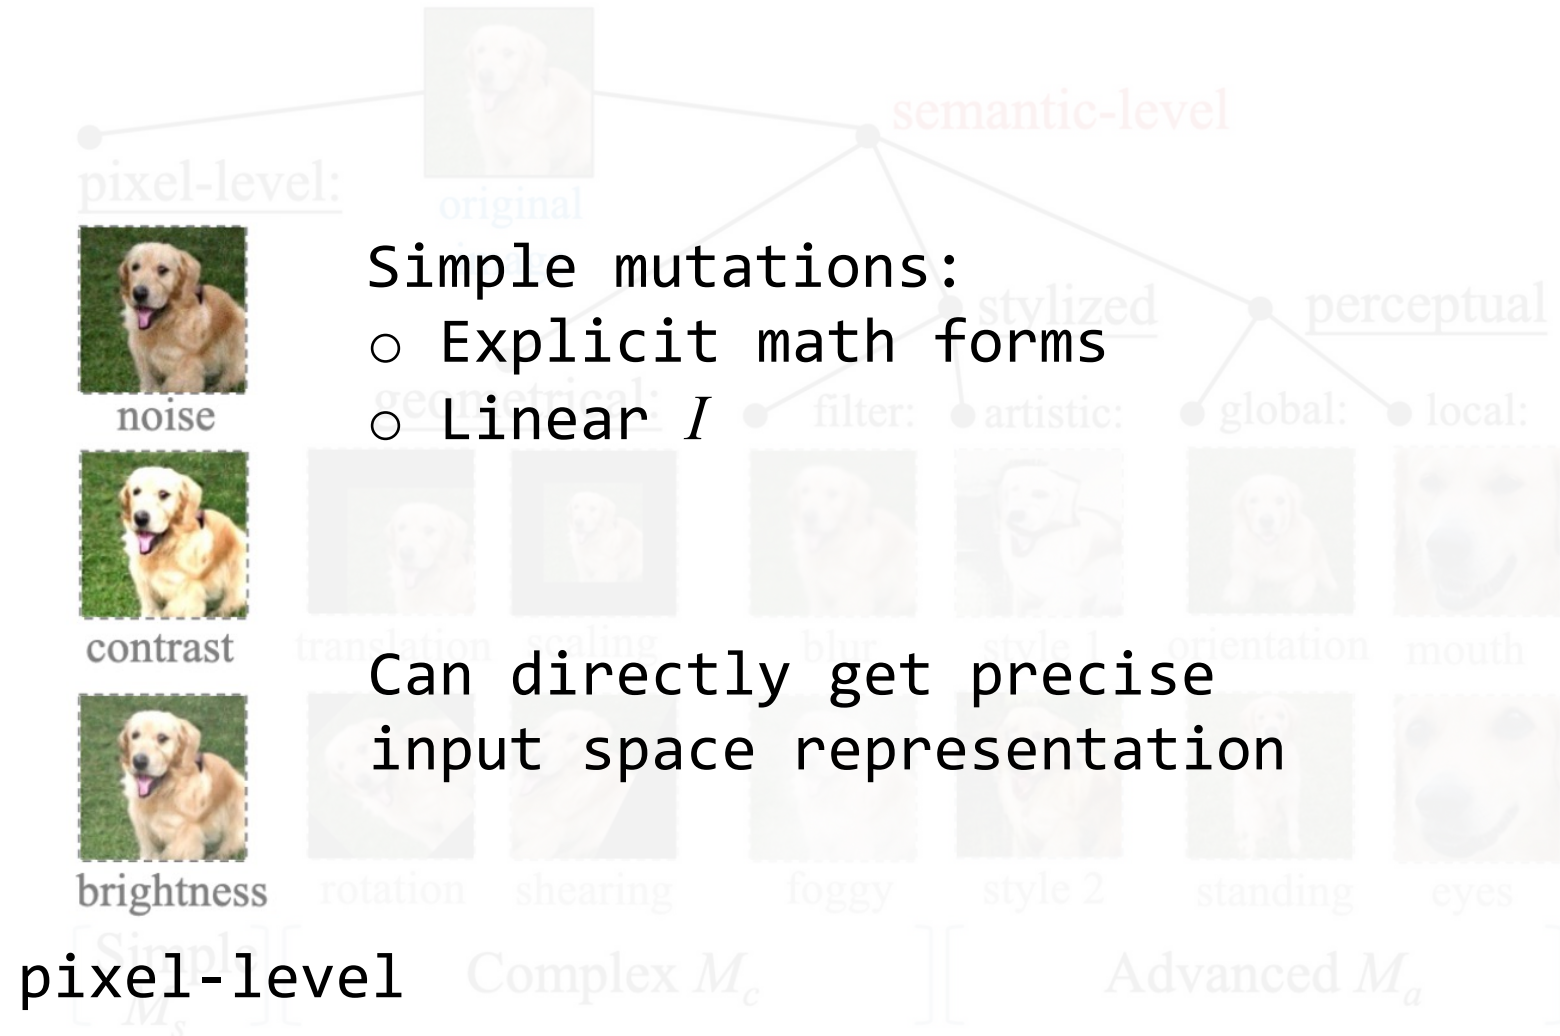 semantic-level
pixel-level:
original
Simple mutations:
○ Explicit math forms
stylized
perceptual
○ Linear I
noise
geometrical:
filter:
artistic:
global:
local:
contrast
translation
scaling
blur
style 1
orientation
mouth
Can directly get precise
input space representation
brightness
rotation
shearing
foggy
style 2
standing
eyes
Simple Ms
Complex Mc
Advanced Ma
pixel-level